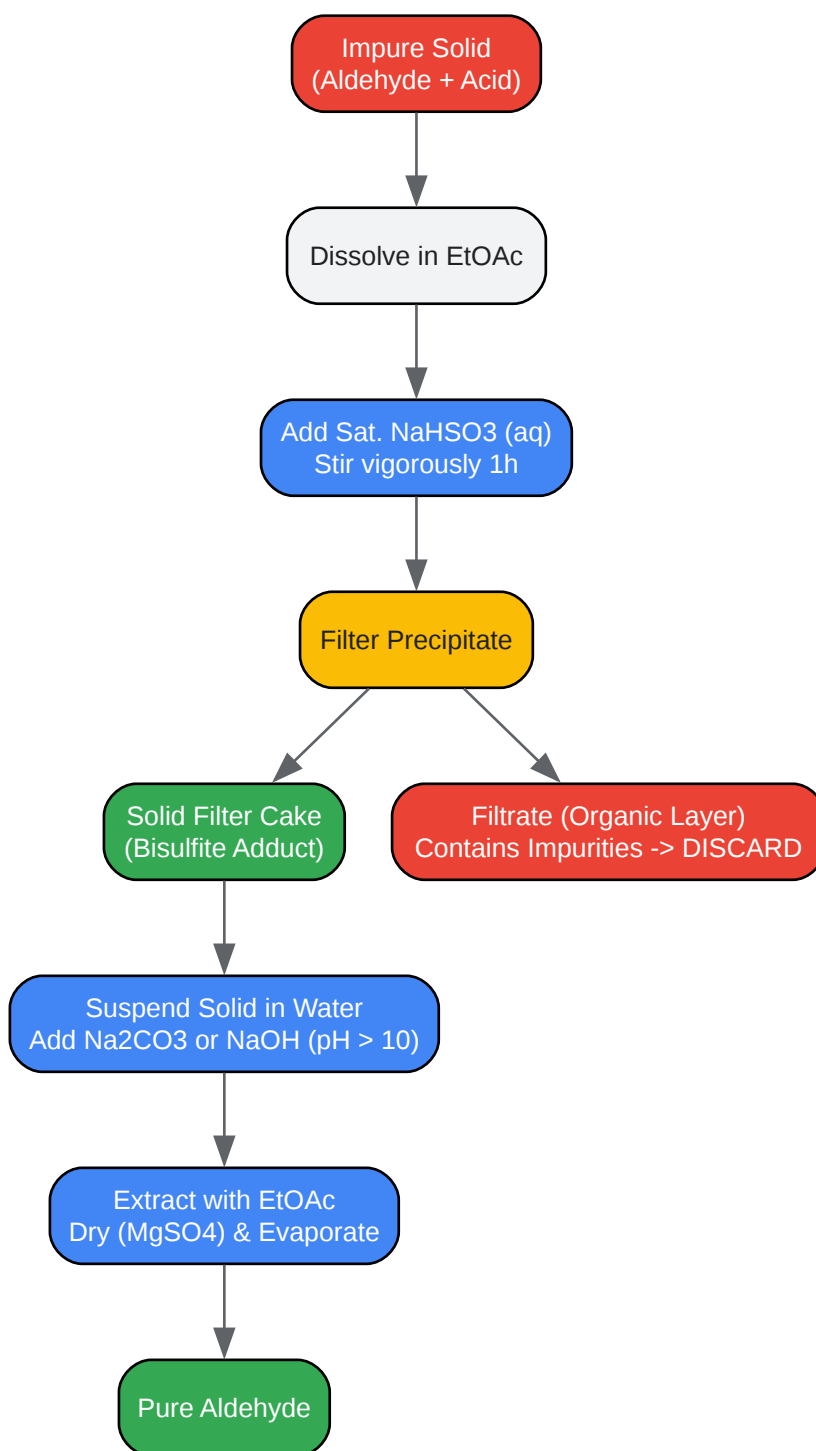 Impure Solid
(Aldehyde + Acid)
Dissolve in EtOAc
Add Sat. NaHSO3 (aq)
Stir vigorously 1h
Filter Precipitate
Solid Filter Cake
(Bisulfite Adduct)
Filtrate (Organic Layer)
Contains Impurities -> DISCARD
Suspend Solid in Water
Add Na2CO3 or NaOH (pH > 10)
Extract with EtOAc
Dry (MgSO4) & Evaporate
Pure Aldehyde